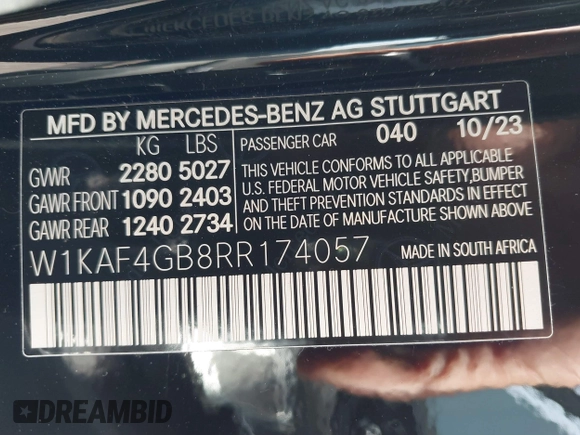 MFD BY MERCEDES-BENZ AG STUTTGART
KG LBS
GVWR 2280 5027
GAWR FRONT 1090 2403
GAWR REAR 1240 2734
PASSENGER CAR 040 10/23
THIS VEHICLE CONFORMS TO ALL APPLICABLE
U.S. FEDERAL MOTOR VEHICLE SAFETY, BUMPER
AND THEFT PREVENTION STANDARDS IN EFFECT
ON THE DATE OF MANUFACTURE SHOWN ABOVE.
W1KAF4GB8RR174057
MADE IN SOUTH AFRICA
DREAMBID